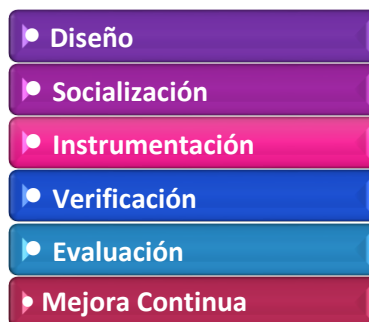 • Diseño
• Socialización
• Instrumentación
• Verificación
• Evaluación
• Mejora Continua